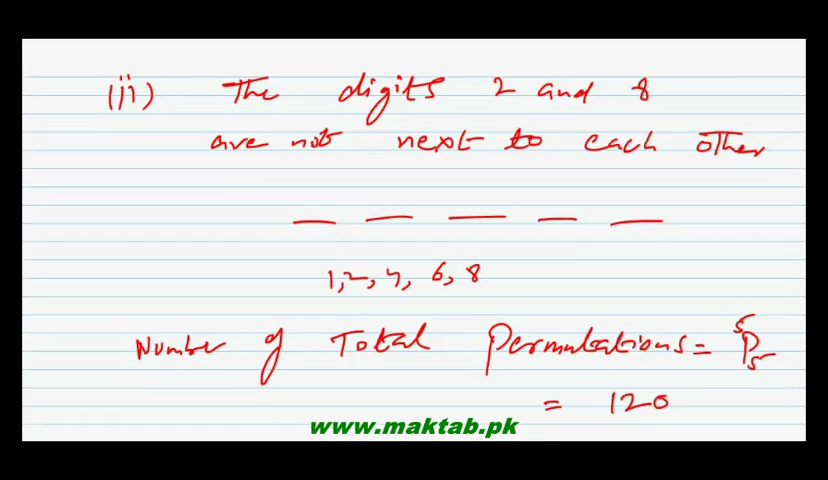 (ii) The digits 2 and 8
are not next to each other
1, 2, 4, 6, 8
Number of Total Permutations = ⁵P₅
= 120
www.maktab.pk